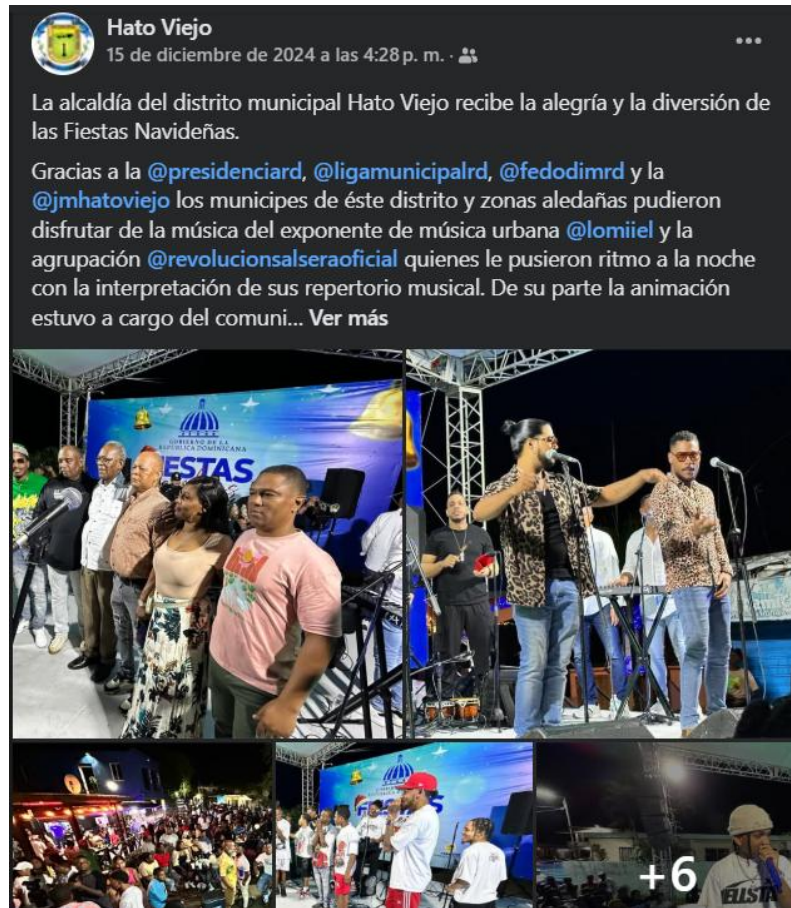 Hato Viejo
15 de diciembre de 2024 a las 4:28 p. m. ·
La alcaldía del distrito municipal Hato Viejo recibe la alegría y la diversión de
las Fiestas Navideñas.
Gracias a la @presidenciard, @ligamunicipalrd, @fedodimrd y la
@jmhatoviejo los municipes de éste distrito y zonas aledañas pudieron
disfrutar de la música del exponente de música urbana @lomiiel y la
agrupación @revolucionsalseraoficial quienes le pusieron ritmo a la noche
con la interpretación de sus repertorio musical. De su parte la animación
estuvo a cargo del comuni... Ver más
GOBIERNO DE LA
REPÚBLICA DOMINICANA
FIESTAS
+6